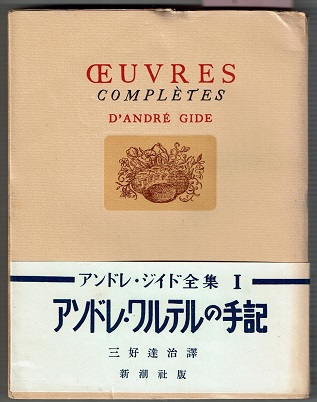 ŒUVRES
COMPLÈTES
D'ANDRÉ GIDE
アンドレ・ジイド全集 I
アンドレ・ワルテルの手記
三好達治譯
新潮社版